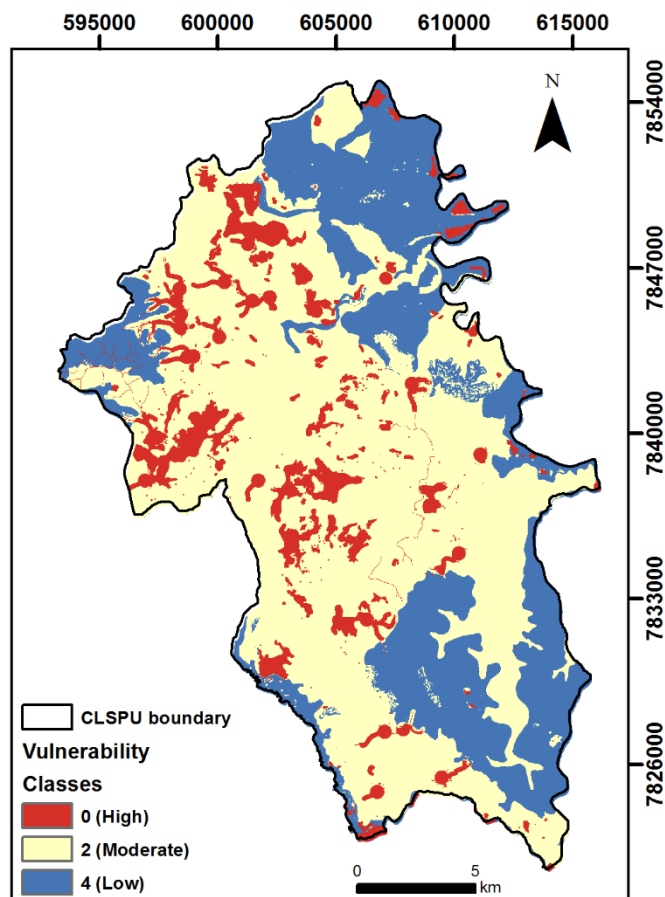 595000 600000 605000 610000 615000
N
7854000
7847000
7840000
7833000
7826000
CLSPU boundary
Vulnerability
Classes
0 (High)
2 (Moderate)
4 (Low)
0 5
km